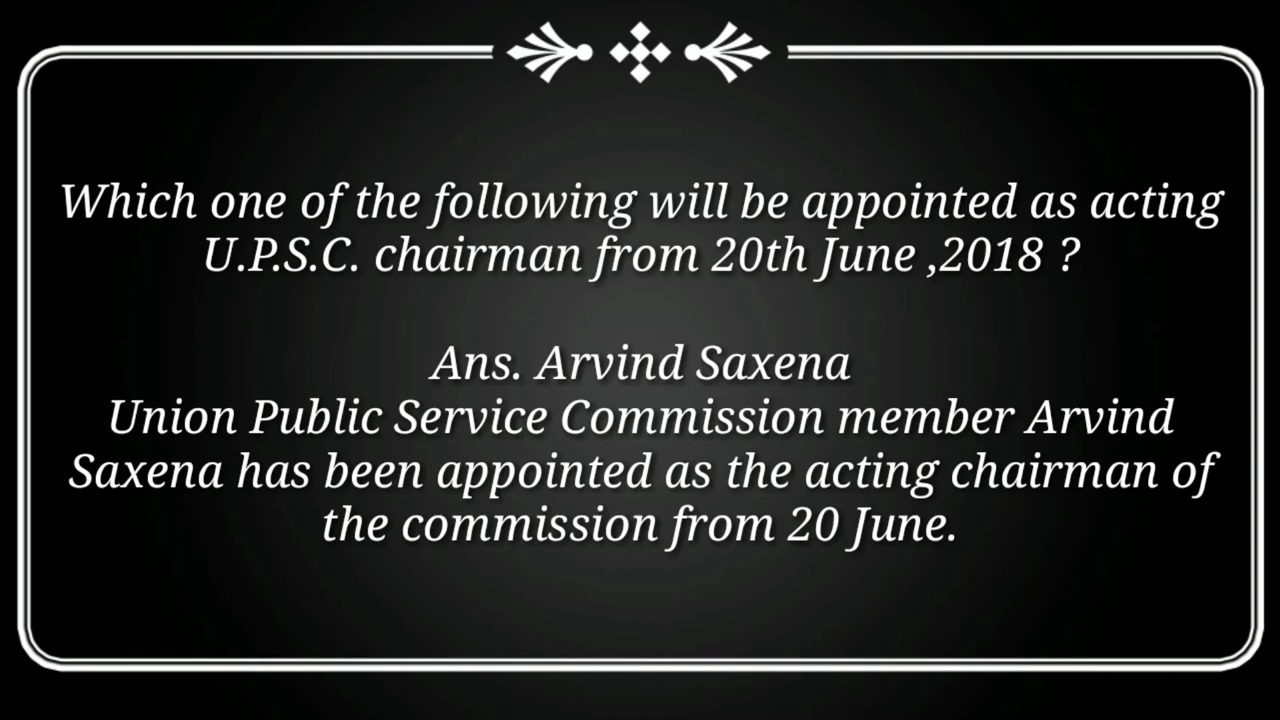 Which one of the following will be appointed as acting
U.P.S.C. chairman from 20th June ,2018 ?
Ans. Arvind Saxena
Union Public Service Commission member Arvind
Saxena has been appointed as the acting chairman of
the commission from 20 June.